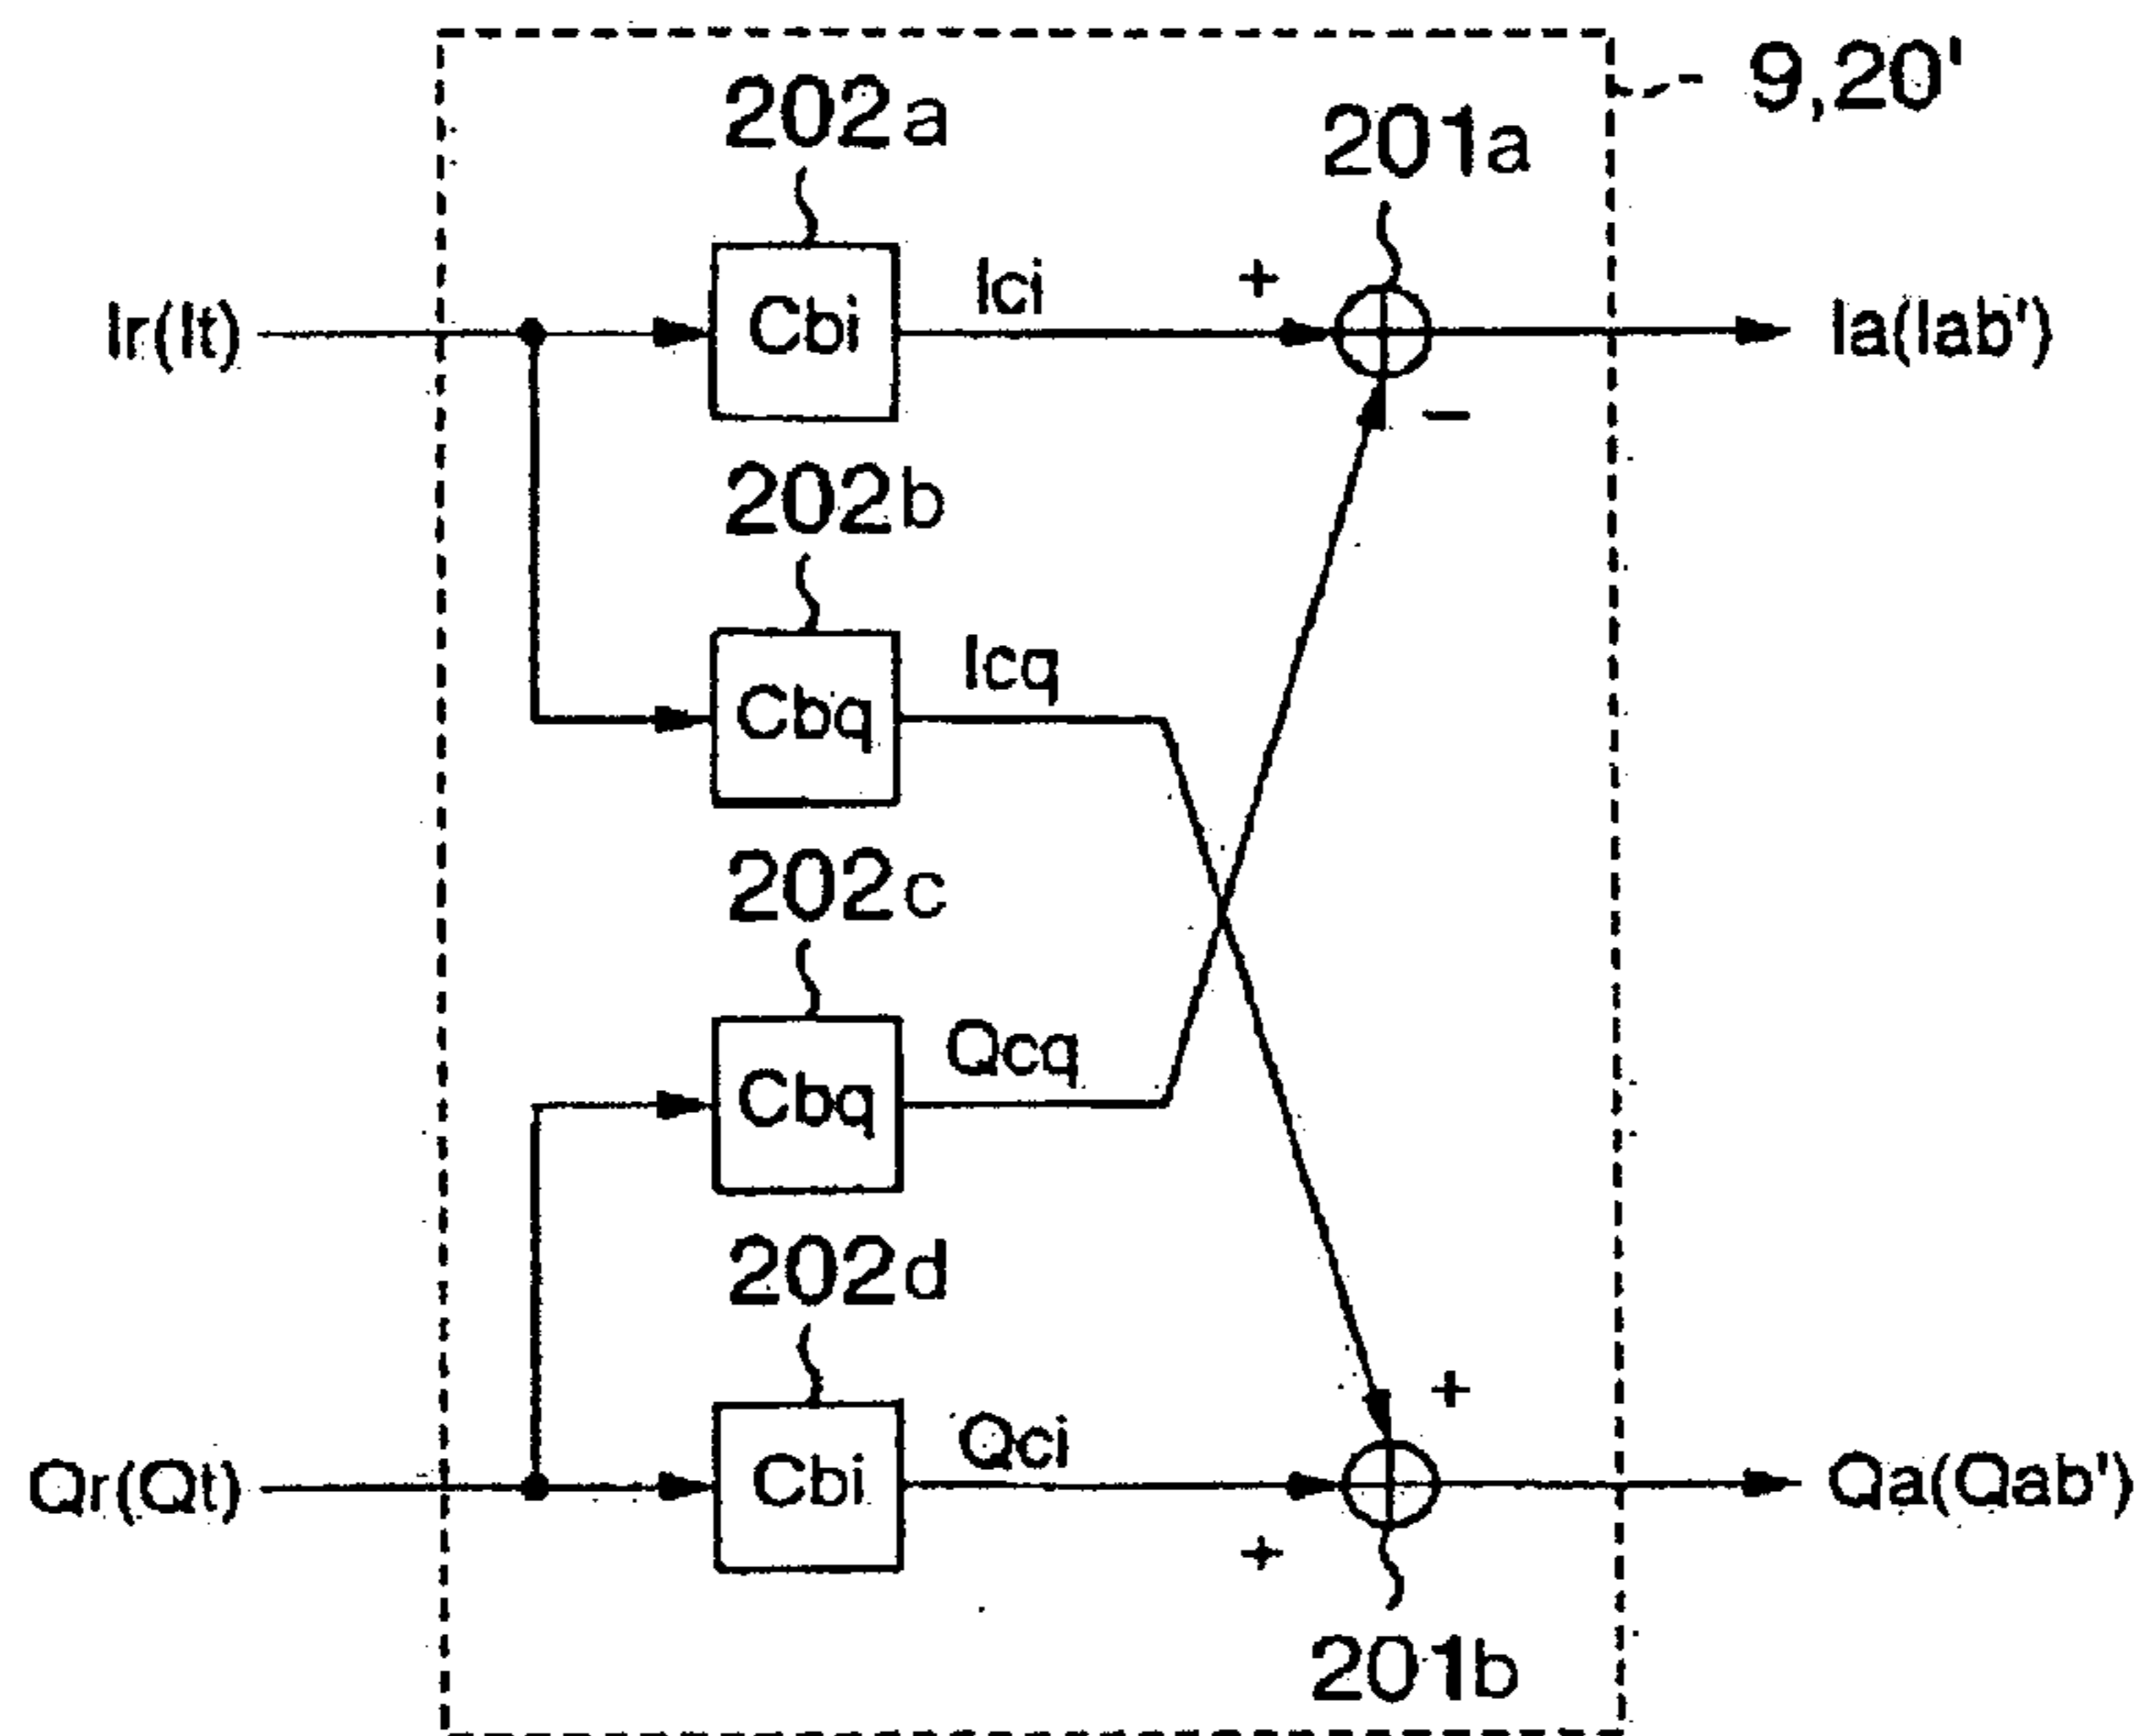 9,20'
202a
201a
Ir(It)
Cbi
Ici
+
Ia(Iab')
−
202b
Cbq
Icq
202c
Cbq
Qcq
202d
+
Qr(Qt)
Cbi
Qci
Qa(Qab')
+
201b